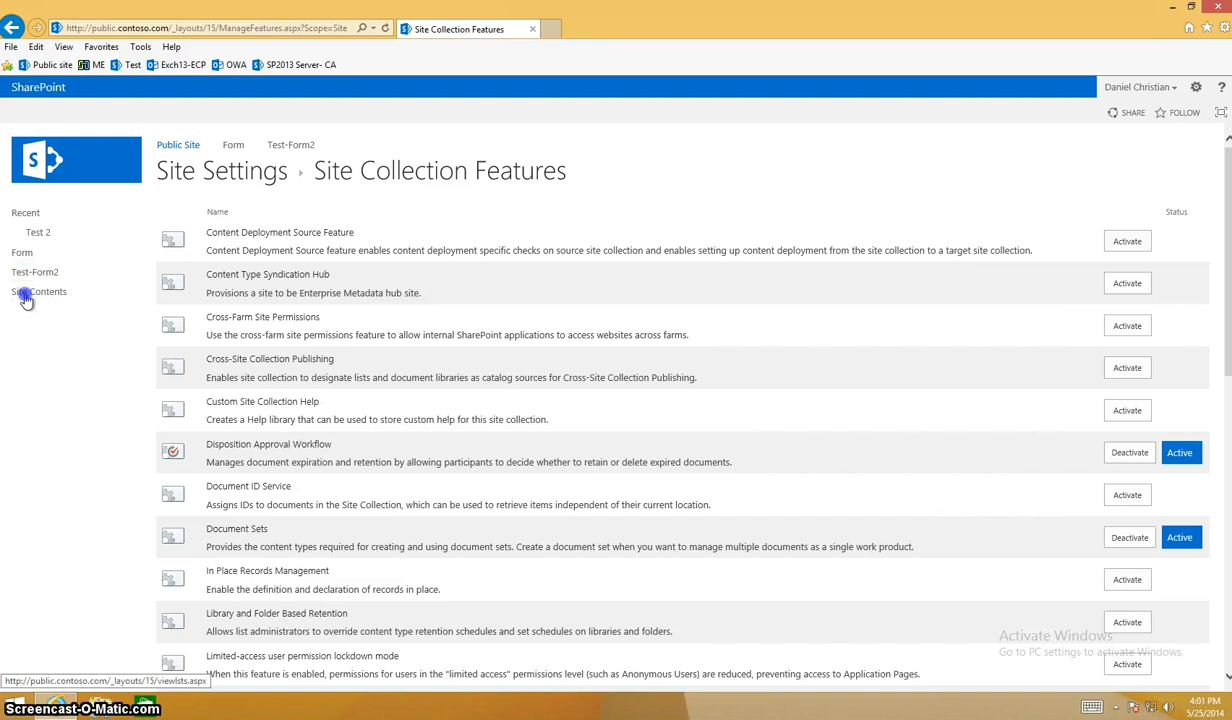 http://public.contoso.com/_layouts/15/ManageFeatures.aspx?Scope=Site
Site Collection Features
File Edit View Favorites Tools Help
Public site ME Test Exch13-ECP OWA SP2013 Server- CA
SharePoint
Daniel Christian
SHARE FOLLOW
Public Site Form Test-Form2
Site Settings › Site Collection Features
Recent
Test 2
Form
Test-Form2
Site Contents
Name Status
Content Deployment Source Feature
Content Deployment Source feature enables content deployment specific checks on source site collection and enables setting up content deployment from the site collection to a target site collection.
Activate
Content Type Syndication Hub
Provisions a site to be Enterprise Metadata hub site.
Activate
Cross-Farm Site Permissions
Use the cross-farm site permissions feature to allow internal SharePoint applications to access websites across farms.
Activate
Cross-Site Collection Publishing
Enables site collection to designate lists and document libraries as catalog sources for Cross-Site Collection Publishing.
Activate
Custom Site Collection Help
Creates a Help library that can be used to store custom help for this site collection.
Activate
Disposition Approval Workflow
Manages document expiration and retention by allowing participants to decide whether to retain or delete expired documents.
Deactivate Active
Document ID Service
Assigns IDs to documents in the Site Collection, which can be used to retrieve items independent of their current location.
Activate
Document Sets
Provides the content types required for creating and using document sets. Create a document set when you want to manage multiple documents as a single work product.
Deactivate Active
In Place Records Management
Enable the definition and declaration of records in place.
Activate
Library and Folder Based Retention
Allows list administrators to override content type retention schedules and set schedules on libraries and folders.
Activate
Limited-access user permission lockdown mode
When this feature is enabled, permissions for users in the "limited access" permissions level (such as Anonymous Users) are reduced, preventing access to Application Pages.
Activate
Activate Windows
Go to PC settings to activate Windows.
http://public.contoso.com/_layouts/15/viewlsts.aspx
Screencast-O-Matic.com
4:01 PM
5/25/2014